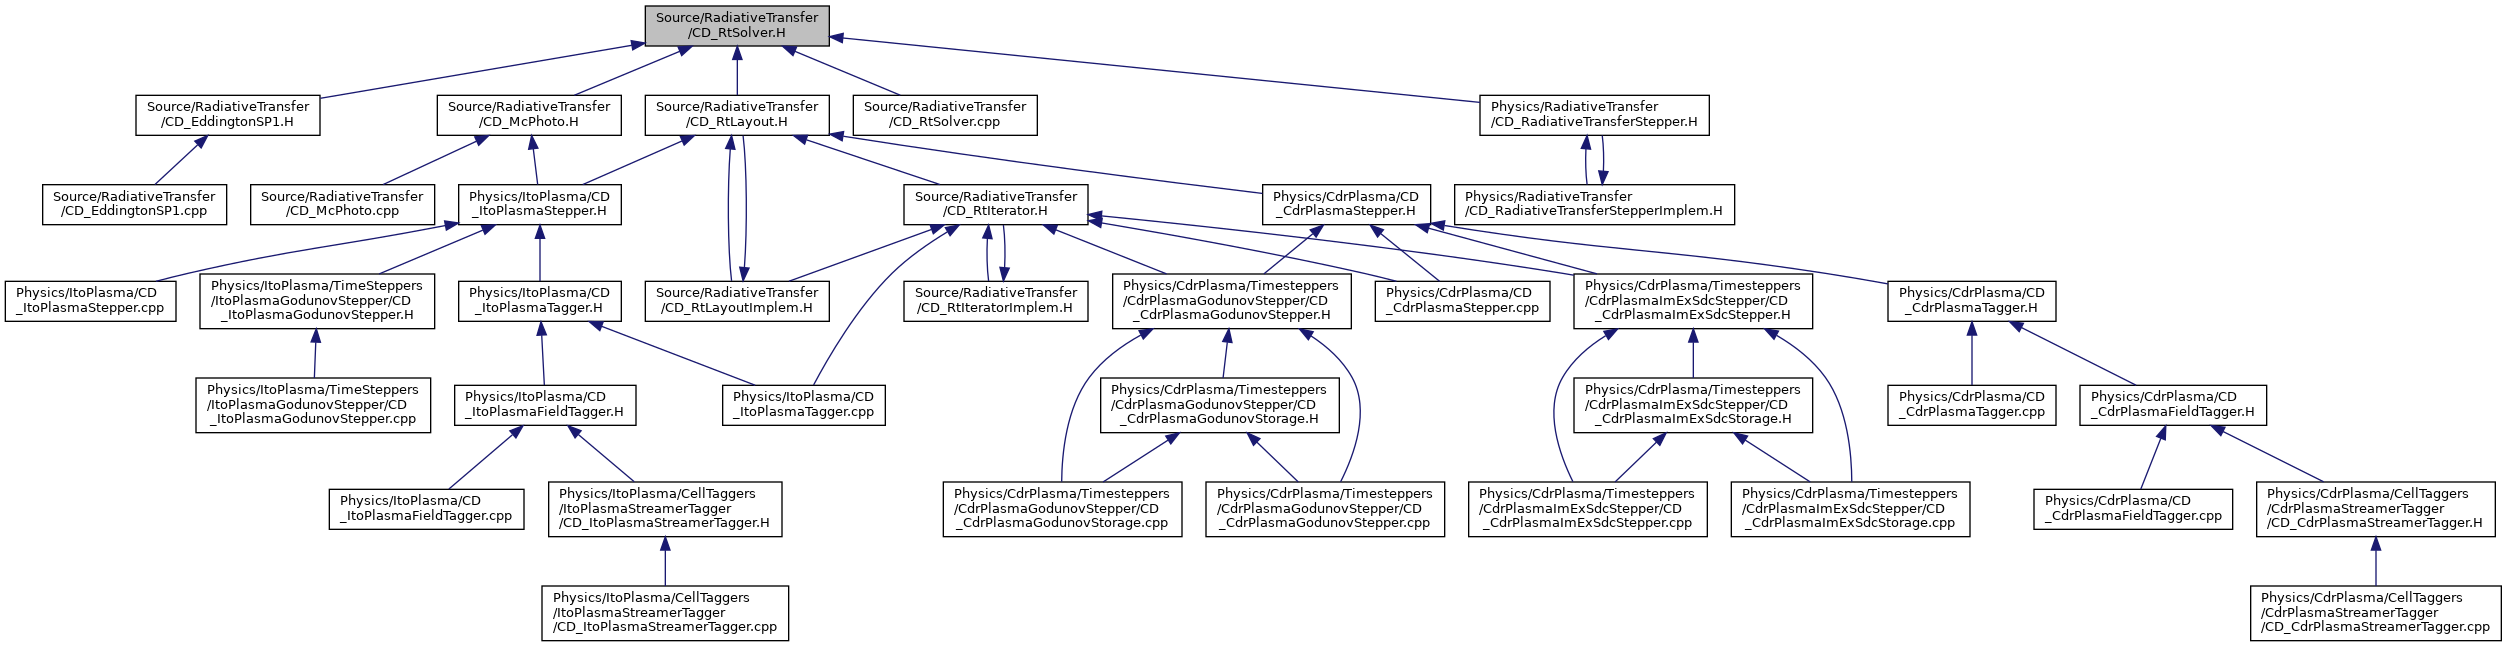 Source/RadiativeTransfer
/CD_RtSolver.H
Source/RadiativeTransfer
/CD_EddingtonSP1.H
Source/RadiativeTransfer
/CD_McPhoto.H
Source/RadiativeTransfer
/CD_RtLayout.H
Source/RadiativeTransfer
/CD_RtSolver.cpp
Physics/RadiativeTransfer
/CD_RadiativeTransferStepper.H
Source/RadiativeTransfer
/CD_EddingtonSP1.cpp
Source/RadiativeTransfer
/CD_McPhoto.cpp
Physics/ItoPlasma/CD
_ItoPlasmaStepper.H
Source/RadiativeTransfer
/CD_RtIterator.H
Physics/CdrPlasma/CD
_CdrPlasmaStepper.H
Physics/RadiativeTransfer
/CD_RadiativeTransferStepperImplem.H
Physics/ItoPlasma/CD
_ItoPlasmaStepper.cpp
Physics/ItoPlasma/TimeSteppers
/ItoPlasmaGodunovStepper/CD
_ItoPlasmaGodunovStepper.H
Physics/ItoPlasma/CD
_ItoPlasmaTagger.H
Source/RadiativeTransfer
/CD_RtLayoutImplem.H
Source/RadiativeTransfer
/CD_RtIteratorImplem.H
Physics/CdrPlasma/Timesteppers
/CdrPlasmaGodunovStepper/CD
_CdrPlasmaGodunovStepper.H
Physics/CdrPlasma/CD
_CdrPlasmaStepper.cpp
Physics/CdrPlasma/Timesteppers
/CdrPlasmaImExSdcStepper/CD
_CdrPlasmaImExSdcStepper.H
Physics/CdrPlasma/CD
_CdrPlasmaTagger.H
Physics/ItoPlasma/TimeSteppers
/ItoPlasmaGodunovStepper/CD
_ItoPlasmaGodunovStepper.cpp
Physics/ItoPlasma/CD
_ItoPlasmaFieldTagger.H
Physics/ItoPlasma/CD
_ItoPlasmaTagger.cpp
Physics/CdrPlasma/Timesteppers
/CdrPlasmaGodunovStepper/CD
_CdrPlasmaGodunovStorage.H
Physics/CdrPlasma/Timesteppers
/CdrPlasmaImExSdcStepper/CD
_CdrPlasmaImExSdcStorage.H
Physics/CdrPlasma/CD
_CdrPlasmaTagger.cpp
Physics/CdrPlasma/CD
_CdrPlasmaFieldTagger.H
Physics/ItoPlasma/CD
_ItoPlasmaFieldTagger.cpp
Physics/ItoPlasma/CellTaggers
/ItoPlasmaStreamerTagger
/CD_ItoPlasmaStreamerTagger.H
Physics/CdrPlasma/Timesteppers
/CdrPlasmaGodunovStepper/CD
_CdrPlasmaGodunovStorage.cpp
Physics/CdrPlasma/Timesteppers
/CdrPlasmaGodunovStepper/CD
_CdrPlasmaGodunovStepper.cpp
Physics/CdrPlasma/Timesteppers
/CdrPlasmaImExSdcStepper/CD
_CdrPlasmaImExSdcStepper.cpp
Physics/CdrPlasma/Timesteppers
/CdrPlasmaImExSdcStepper/CD
_CdrPlasmaImExSdcStorage.cpp
Physics/CdrPlasma/CD
_CdrPlasmaFieldTagger.cpp
Physics/CdrPlasma/CellTaggers
/CdrPlasmaStreamerTagger
/CD_CdrPlasmaStreamerTagger.H
Physics/ItoPlasma/CellTaggers
/ItoPlasmaStreamerTagger
/CD_ItoPlasmaStreamerTagger.cpp
Physics/CdrPlasma/CellTaggers
/CdrPlasmaStreamerTagger
/CD_CdrPlasmaStreamerTagger.cpp